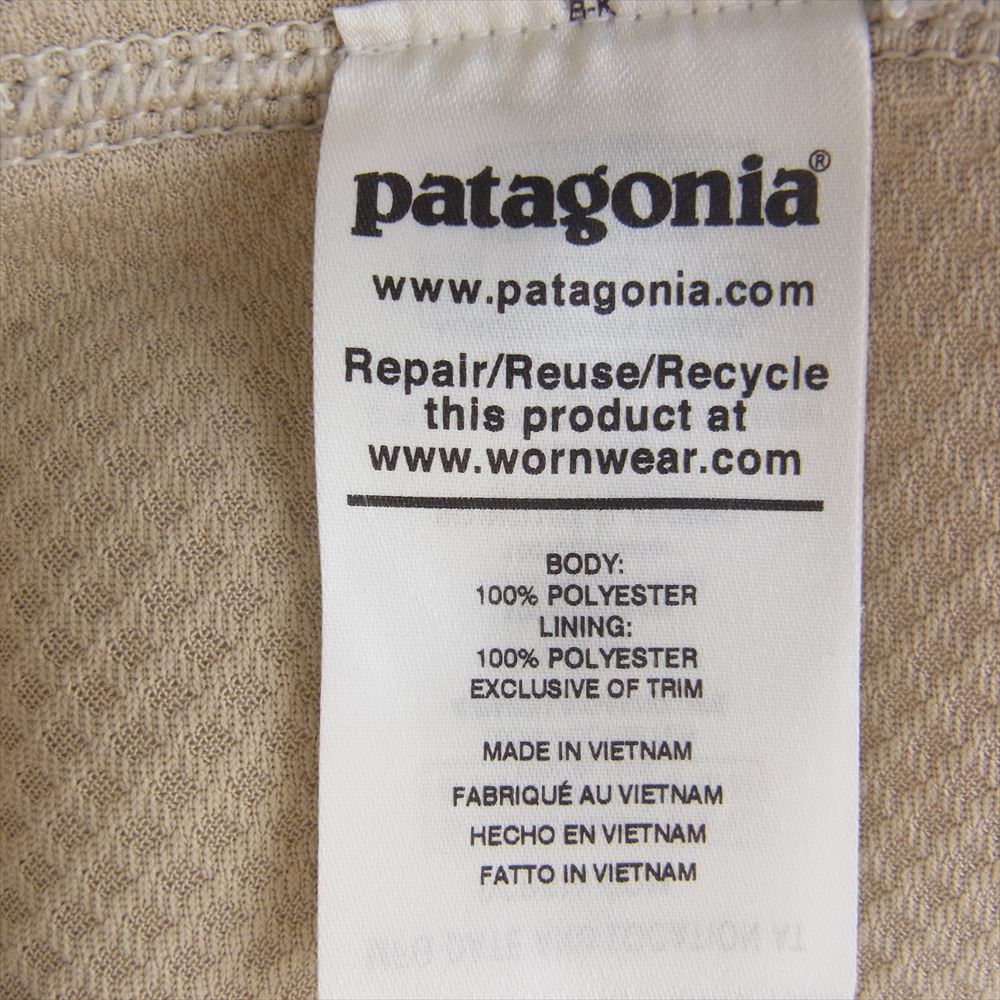 B-K
patagonia®
www.patagonia.com
Repair/Reuse/Recycle
this product at
www.wornwear.com
BODY:
100% POLYESTER
LINING:
100% POLYESTER
EXCLUSIVE OF TRIM
MADE IN VIETNAM
FABRIQUÉ AU VIETNAM
HECHO EN VIETNAM
FATTO IN VIETNAM